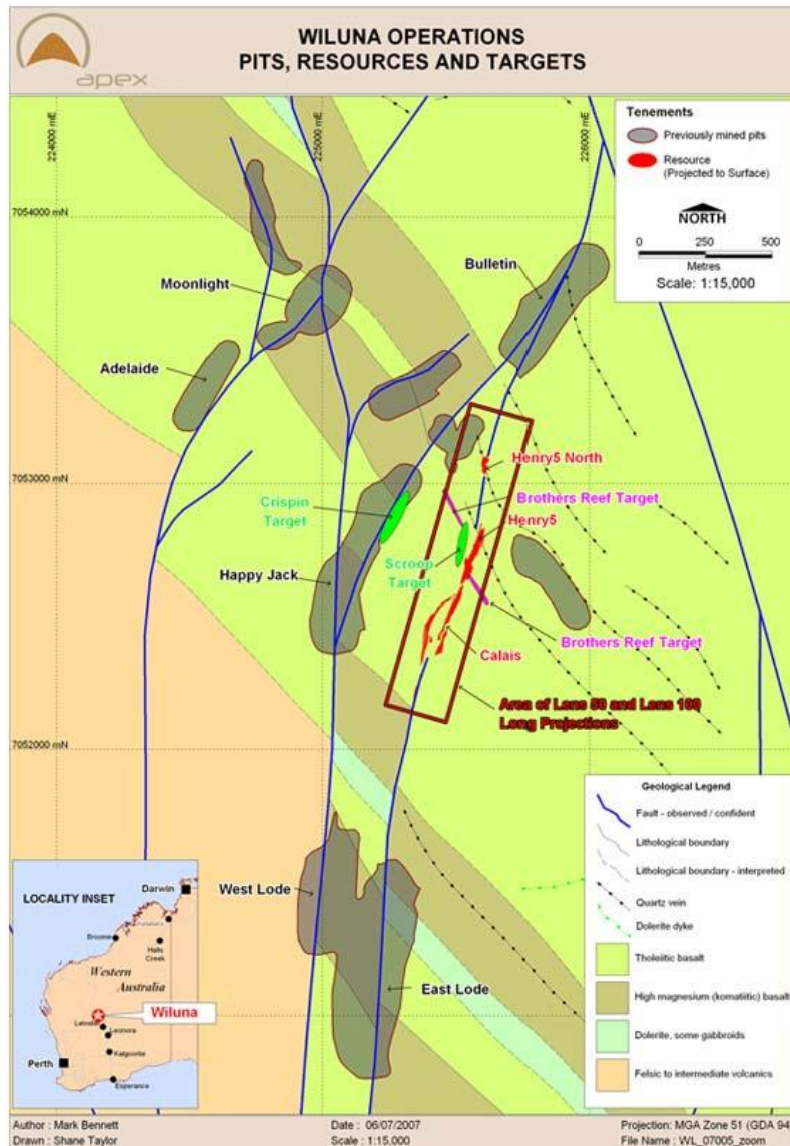 apex
WILUNA OPERATIONS
PITS, RESOURCES AND TARGETS
224000 mE
225000 mE
226000 mE
Tenements
Previously mined pits
Resource
(Projected to Surface)
NORTH
0 250 500
Metres
Scale: 1:15,000
7054000 mN
Moonlight
Bulletin
Adelaide
7053000 mN
Henry5 North
Crispin
Target
Brothers Reef Target
Henry5
Scroop
Target
Happy Jack
Brothers Reef Target
Calais
Area of Lens 50 and Lens 100
Long Projections
7052000 mN
Geological Legend
Fault - observed / confident
Lithological boundary
Lithological boundary - interpreted
Quartz vein
Dolerite dyke
Tholeiitic basalt
High magnesium (komatiitic) basalt
Dolerite, some gabbroids
Felsic to intermediate volcanics
West Lode
East Lode
LOCALITY INSET
Darwin
Broome
Halls
Creek
Western
Australia
Wiluna
Leinster
Leonora
Kalgoorlie
Perth
Esperance
Author : Mark Bennett
Date : 06/07/2007
Projection: MGA Zone 51 (GDA 94
Drawn : Shane Taylor
Scale : 1:15,000
File Name : WL_07005_zoom